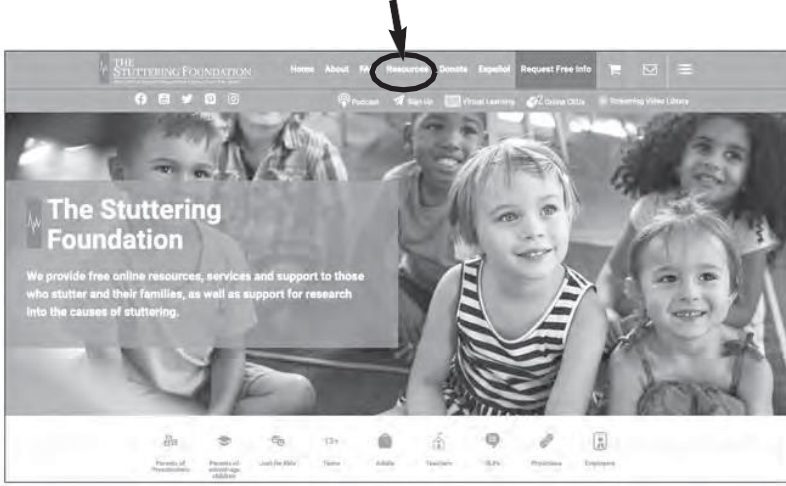 THE
STUTTERING FOUNDATION
Home About FAQ Resources Donate Español Request Free Info
Podcast Sign Up Virtual Learning Online CEUs Streaming Video Library
The Stuttering
Foundation
We provide free online resources, services and support to those
who stutter and their families, as well as support for research
into the causes of stuttering.
Parents of Preschoolers
Parents of school-age children
Just for Kids
Teens
Adults
Teachers
SLPs
Physicians
Employers